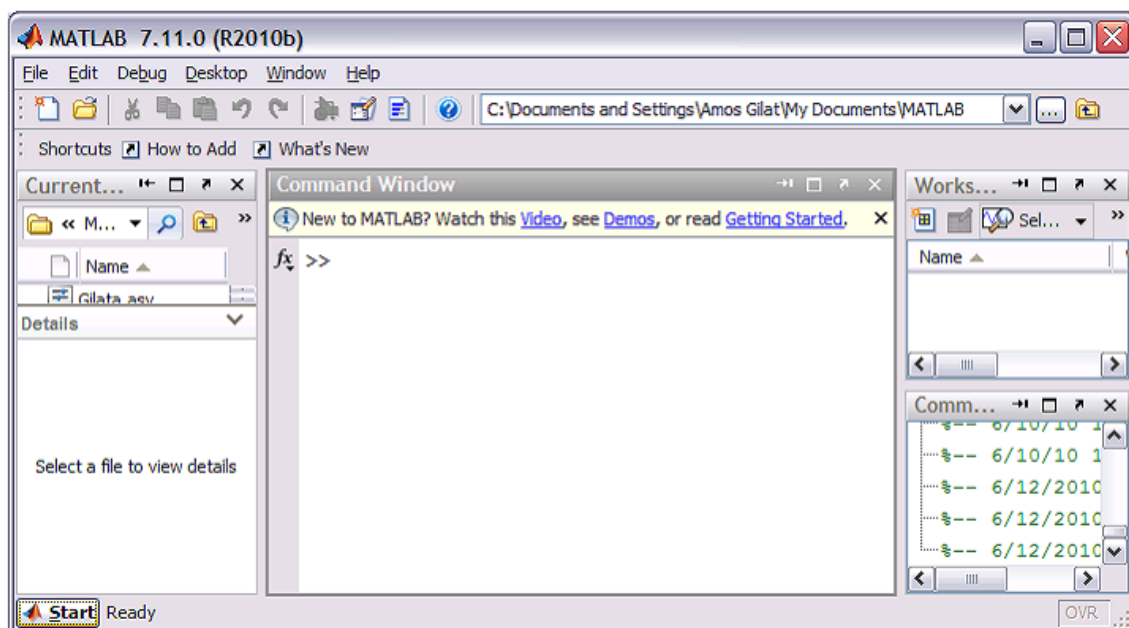 MATLAB 7.11.0 (R2010b)
File Edit Debug Desktop Window Help
C:\Documents and Settings\Amos Gilat\My Documents\MATLAB ...
Shortcuts How to Add What's New
Current...
« M... »
Name
Gilata.asv
Details
Select a file to view details
Command Window
New to MATLAB? Watch this Video, see Demos, or read Getting Started.
fx >>
Works...
Sel... »
Name
Comm...
%-- 6/10/10 1
%-- 6/10/10 1
%-- 6/12/2010
%-- 6/12/2010
%-- 6/12/2010
Start Ready
OVR